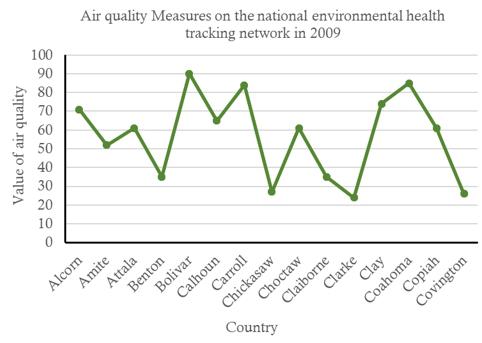 Air quality Measures on the national environmental health
tracking network in 2009
Value of air quality
100
90
80
70
60
50
40
30
20
10
0
Alcorn
Amite
Attala
Benton
Bolivar
Calhoun
Carroll
Chickasaw
Choctaw
Claiborne
Clarke
Clay
Coahoma
Copiah
Covington
Country